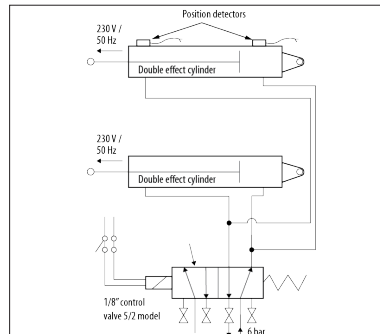 Position detectors
230 V /
50 Hz
Double effect cylinder
230 V /
50 Hz
Double effect cylinder
1/8" control
valve 5/2 model
6 bar